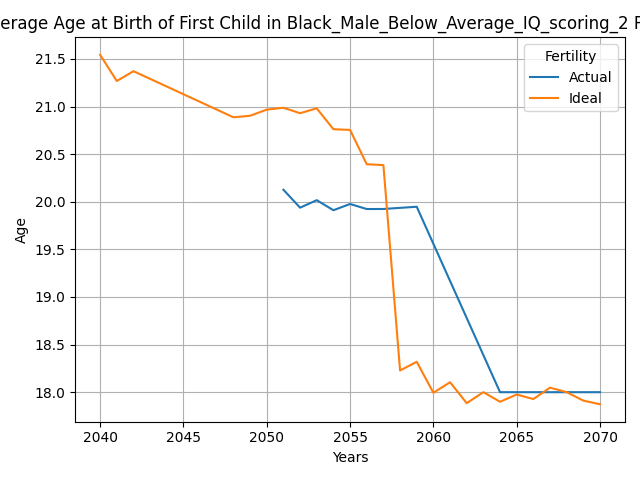 erage Age at Birth of First Child in Black_Male_Below_Average_IQ_scoring_2
Fertility
Actual
Ideal
21.5
21.0
20.5
20.0
19.5
19.0
18.5
18.0
Age
2040 2045 2050 2055 2060 2065 2070
Years